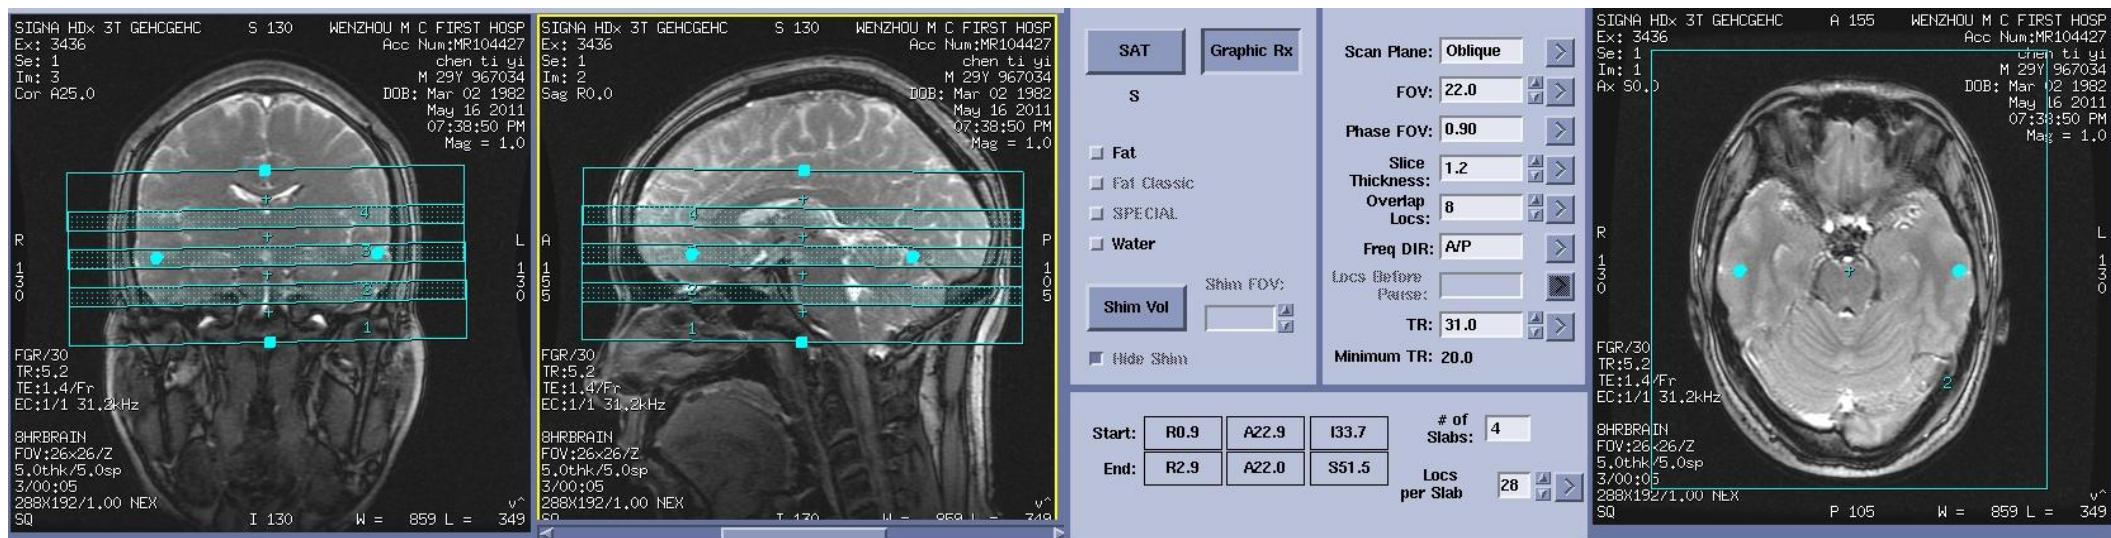 SIGNA HDx 3T GEHCGEHC S 130 WENZHOU M C FIRST HOSP
Ex: 3436 Acc Num:MR104427
Se: 1 chen ti yi
Im: 3 M 29Y 967034
Cor A25.0 DOB: Mar 02 1982
May 16 2011
07:38:50 PM
Mag = 1.0
4
3
2
1
R L
130 130
FGR/30
TR:5.2
TE:1.4/Fr
EC:1/1 31.2kHz
8HRBRAIN
FOV:26x26/Z
5.0thk/5.0sp
3/00:05
288X192/1.00 NEX v^
SQ I 130 W = 859 L = 349
SIGNA HDx 3T GEHCGEHC S 130 WENZHOU M C FIRST HOSP
Ex: 3436 Acc Num:MR104427
Se: 1 chen ti yi
Im: 2 M 29Y 967034
Sag R0.0 DOB: Mar 02 1982
May 16 2011
07:38:50 PM
Mag = 1.0
4
2
1
A P
155 105
FGR/30
TR:5.2
TE:1.4/Fr
EC:1/1 31.2kHz
8HRBRAIN
FOV:26x26/Z
5.0thk/5.0sp
3/00:05
288X192/1.00 NEX v^
SQ I 130 W = 859 L = 349
SAT Graphic Rx
S
Fat
Fat Classic
SPECIAL
Water
Shim Vol Shim FOV:
Hide Shim
Scan Plane: Oblique >
FOV: 22.0 >
Phase FOV: 0.90 >
Slice
Thickness: 1.2 >
Overlap
Locs: 8 >
Freq DIR: A/P >
Locs Before
Pause: >
TR: 31.0 >
Minimum TR: 20.0
Start: R0.9 A22.9 I33.7
End: R2.9 A22.0 S51.5
# of
Slabs: 4
Locs
per Slab 28 >
SIGNA HDx 3T GEHCGEHC A 155 WENZHOU M C FIRST HOSP
Ex: 3436 Acc Num:MR104427
Se: 1 chen ti yi
Im: 1 M 29Y 967034
Ax S0.0 DOB: Mar 02 1982
May 16 2011
07:38:50 PM
Mag = 1.0
R L
130 130
2
FGR/30
TR:5.2
TE:1.4/Fr
EC:1/1 31.2kHz
8HRBRAIN
FOV:26x26/Z
5.0thk/5.0sp
3/00:05
288X192/1.00 NEX v^
SQ P 105 W = 859 L = 349